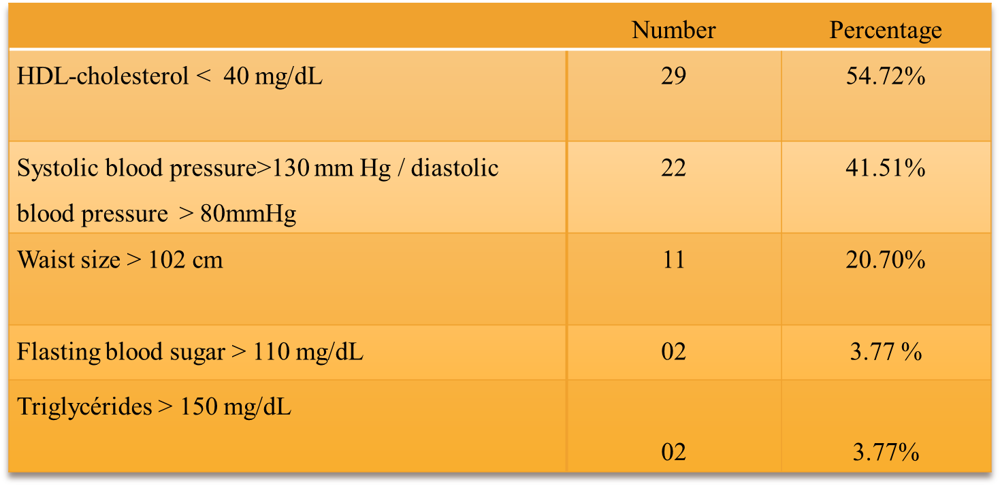 Number Percentage
HDL-cholesterol < 40 mg/dL 29 54.72%
Systolic blood pressure>130 mm Hg / diastolic 22 41.51%
blood pressure > 80mmHg
Waist size > 102 cm 11 20.70%
Flasting blood sugar > 110 mg/dL 02 3.77 %
Triglycérides > 150 mg/dL
02 3.77%